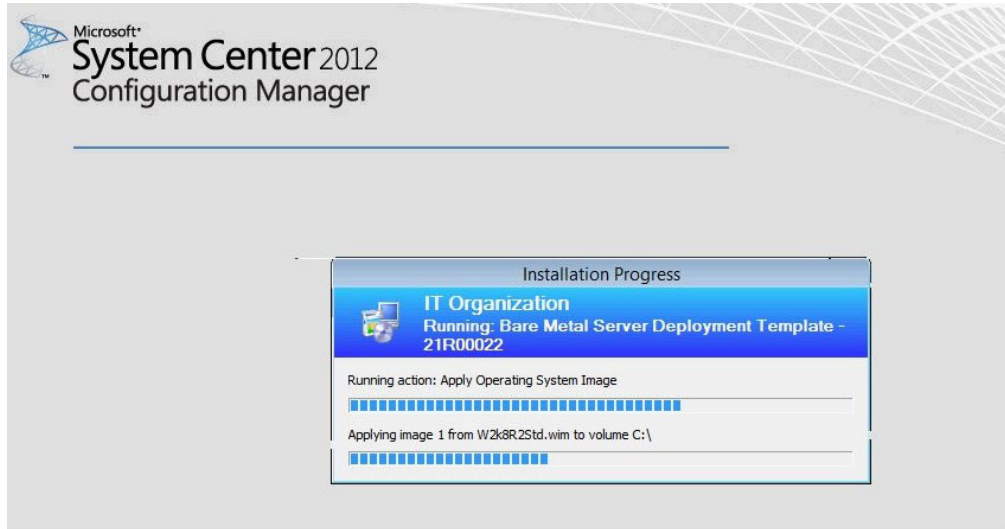 Microsoft®
System Center 2012
Configuration Manager
Installation Progress
IT Organization
Running: Bare Metal Server Deployment Template -
21R00022
Running action: Apply Operating System Image
Applying image 1 from W2k8R2Std.wim to volume C:\